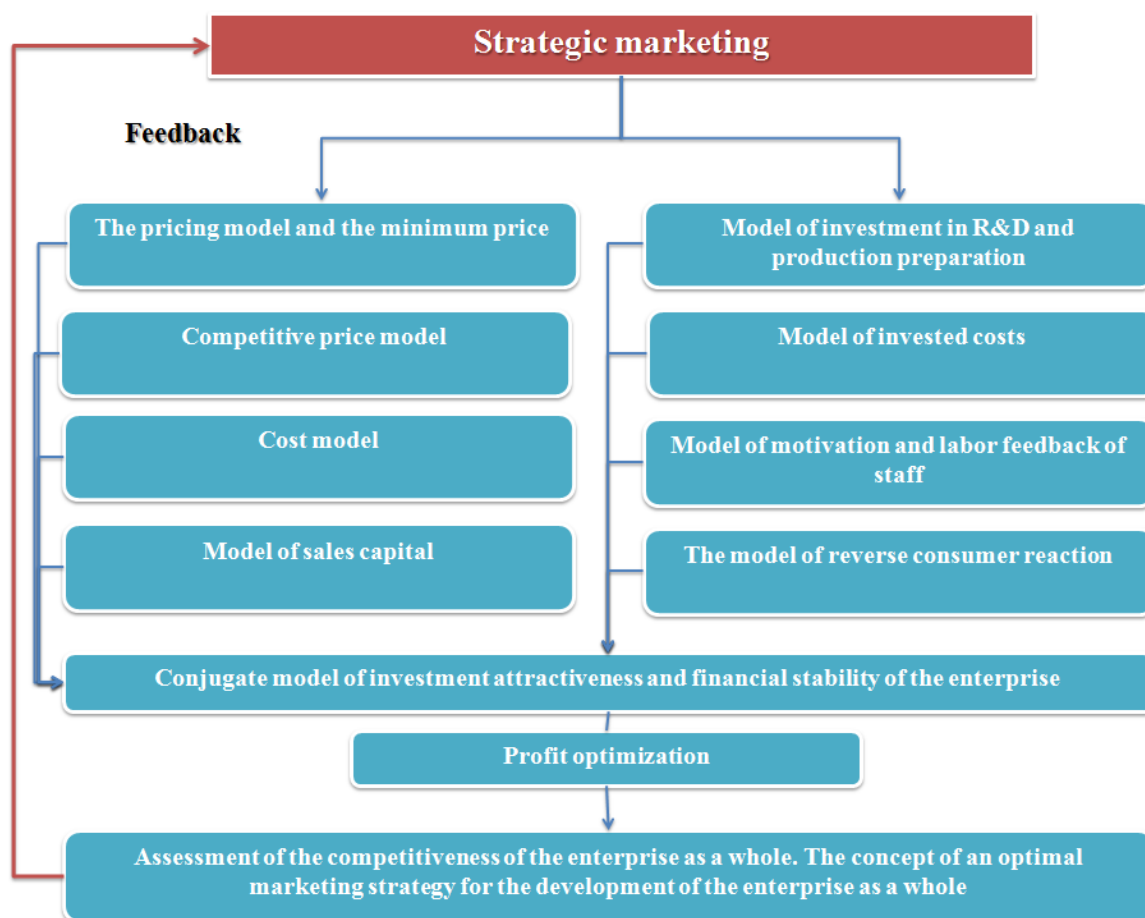 Strategic marketing
Feedback
The pricing model and the minimum price
Competitive price model
Cost model
Model of sales capital
Model of investment in R&D and
production preparation
Model of invested costs
Model of motivation and labor feedback of
staff
The model of reverse consumer reaction
Conjugate model of investment attractiveness and financial stability of the enterprise
Profit optimization
Assessment of the competitiveness of the enterprise as a whole. The concept of an optimal
marketing strategy for the development of the enterprise as a whole